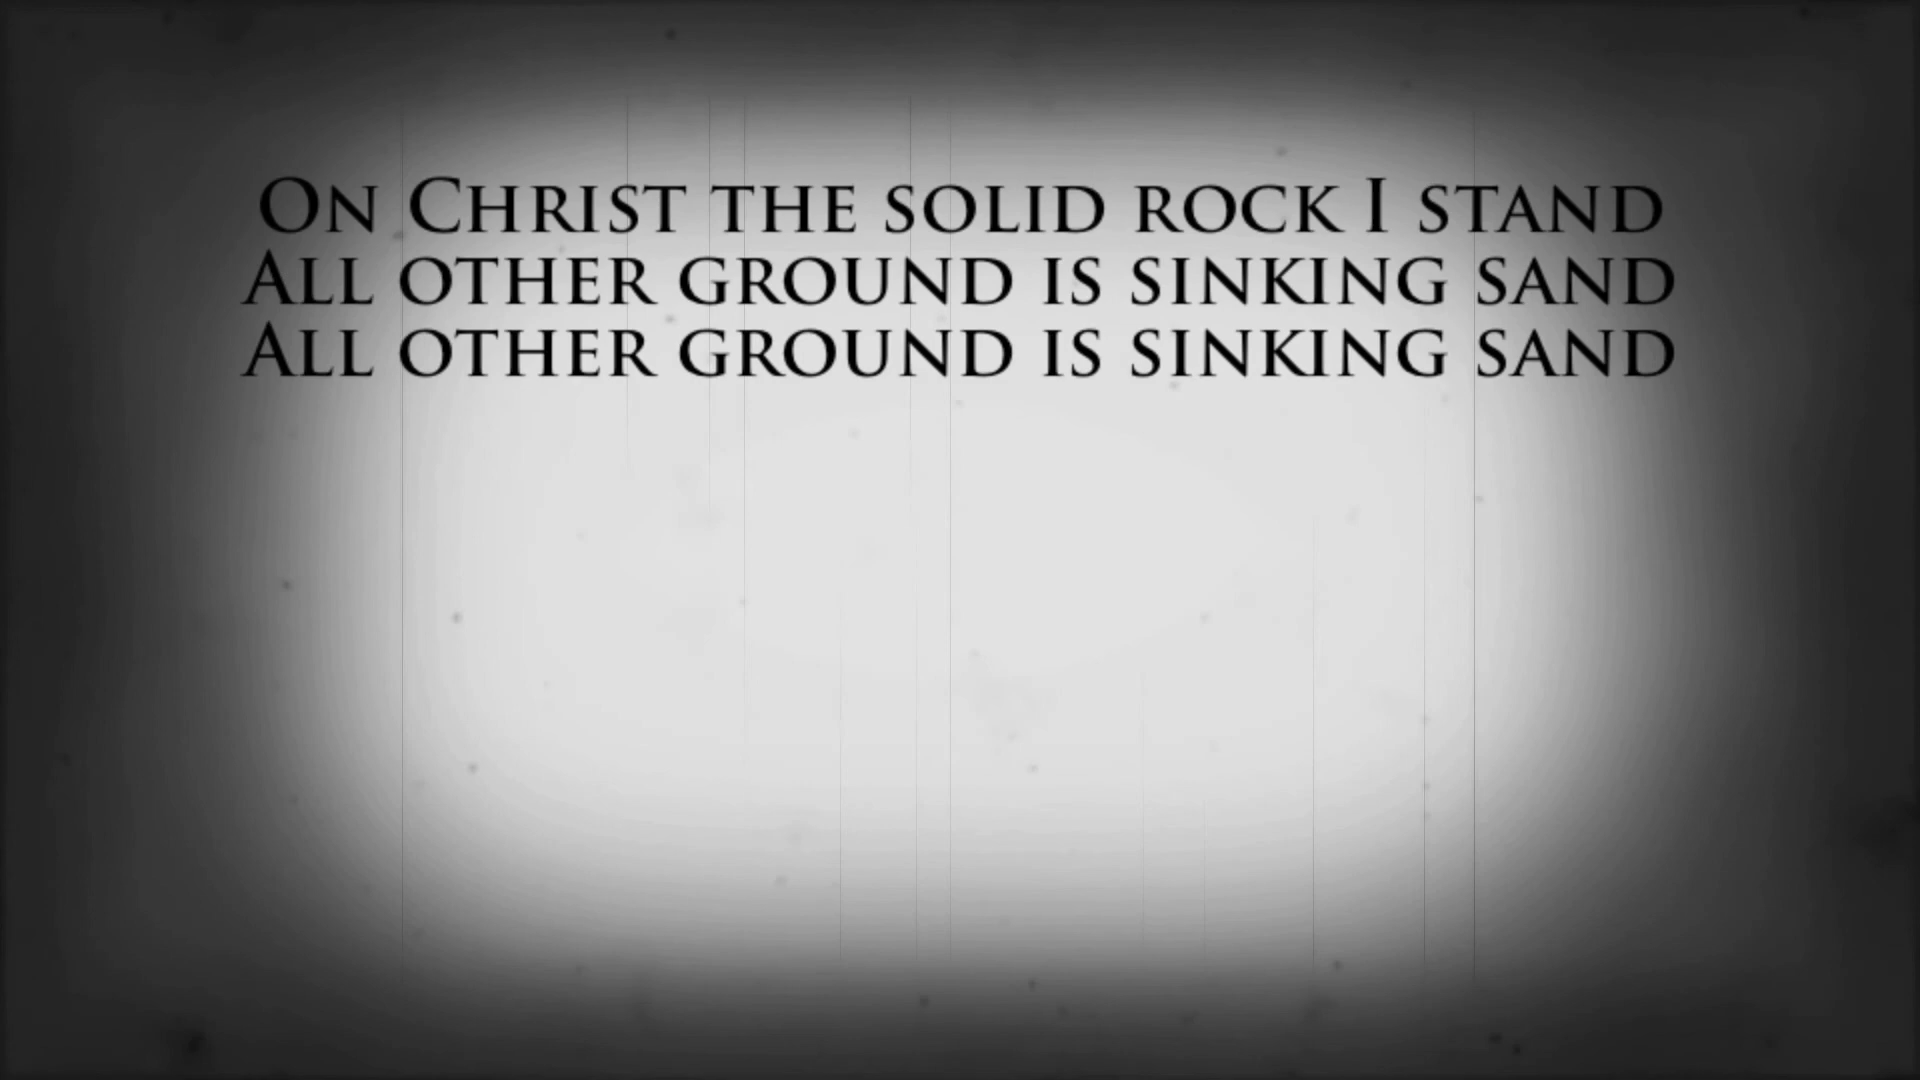 On Christ the solid rock I stand
All other ground is sinking sand
All other ground is sinking sand